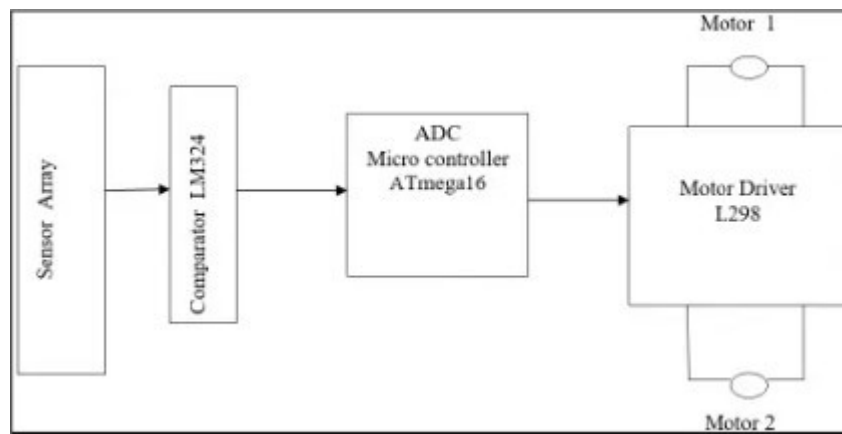 Sensor Array
Comparator LM324
ADC
Micro controller
ATmega16
Motor 1
Motor Driver
L298
Motor 2